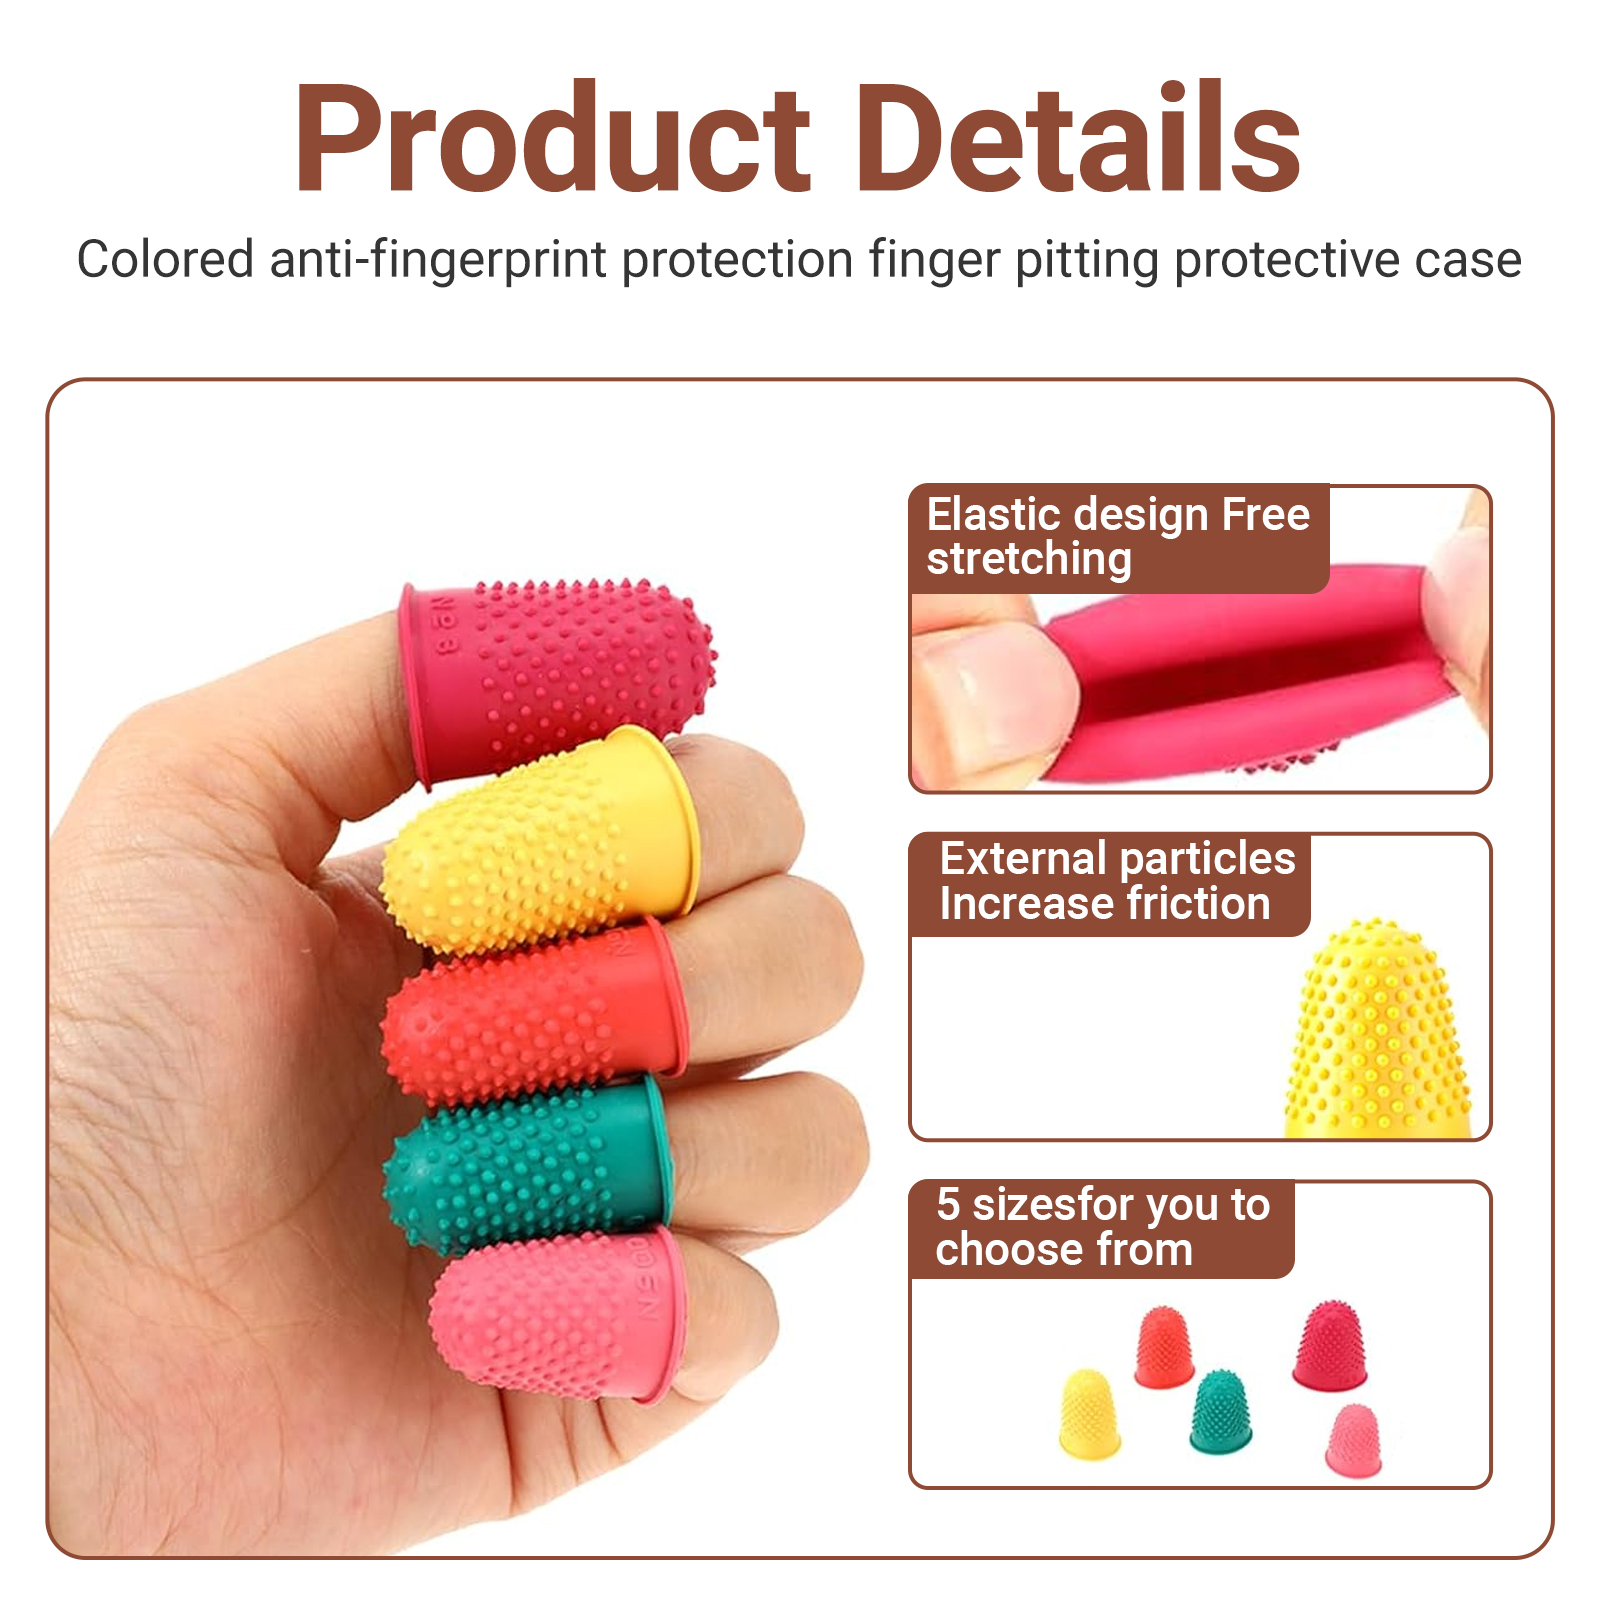 Product Details
Colored anti-fingerprint protection finger pitting protective case
Elastic design Free
stretching
External particles
Increase friction
5 sizesfor you to
choose from